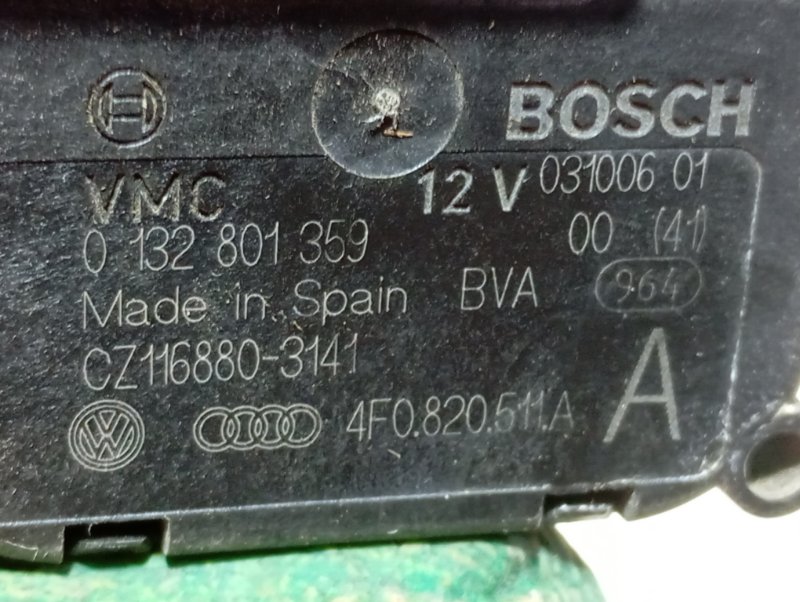 BOSCH
VMC 12 V 031006 01
0 132 801 359 00 (41)
Made in Spain BVA 964
CZ116880-3141 A
4F0.820.511.A